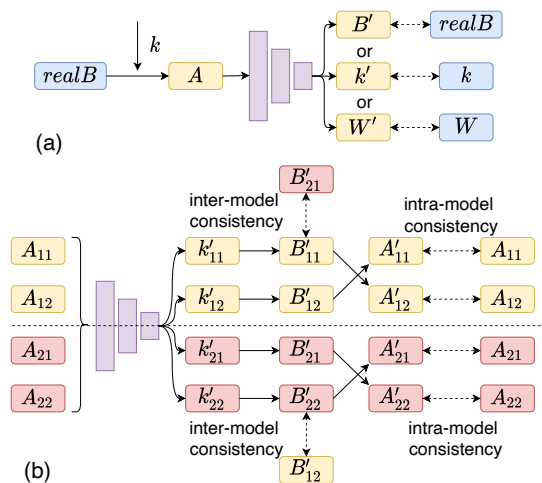 k
realB
A
B'
realB
or
k'
k
or
W'
W
(a)
B'₂₁
inter-model
consistency
intra-model
consistency
A₁₁
k'₁₁
B'₁₁
A'₁₁
A₁₁
A₁₂
k'₁₂
B'₁₂
A'₁₂
A₁₂
A₂₁
k'₂₁
B'₂₁
A'₂₁
A₂₁
A₂₂
k'₂₂
B'₂₂
A'₂₂
A₂₂
inter-model
consistency
intra-model
consistency
B'₁₂
(b)